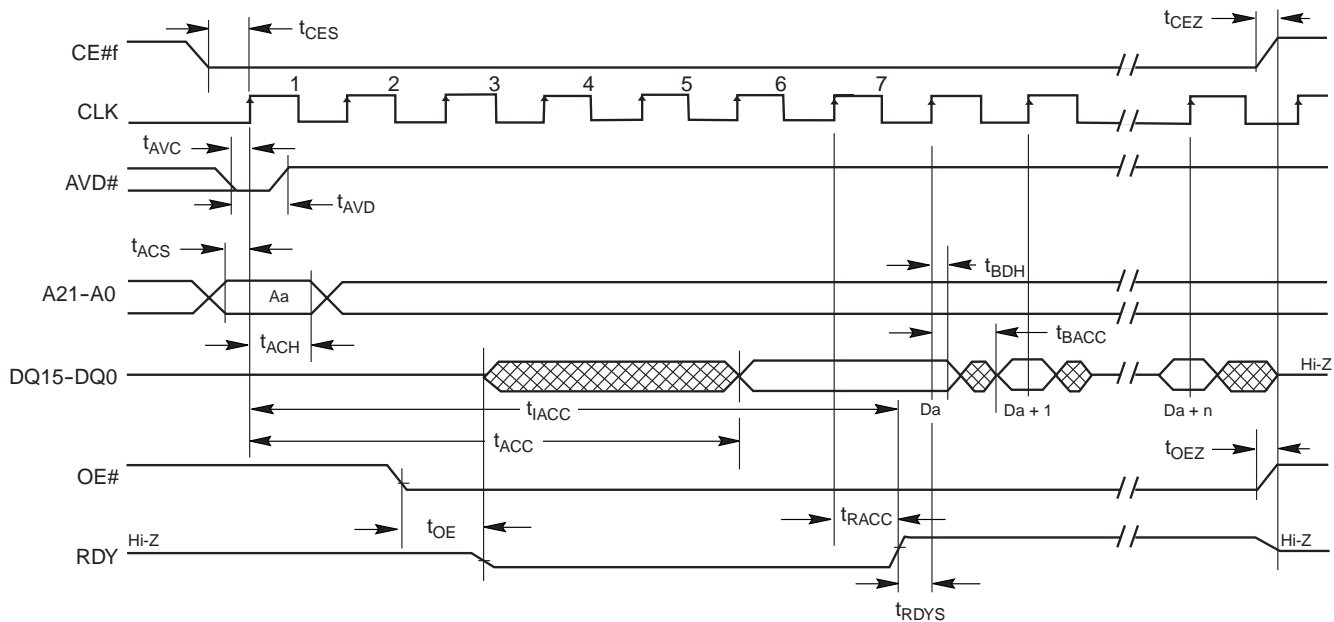 tCES
tCEZ
CE#f
1 2 3 4 5 6 7
CLK
tAVC
AVD#
tAVD
tACS
tBDH
A21-A0
Aa
tACH
tBACC
DQ15-DQ0
Hi-Z
tIACC
Da
Da + 1
Da + n
tACC
tOEZ
OE#
tOE
tRACC
RDY
Hi-Z
Hi-Z
tRDYS